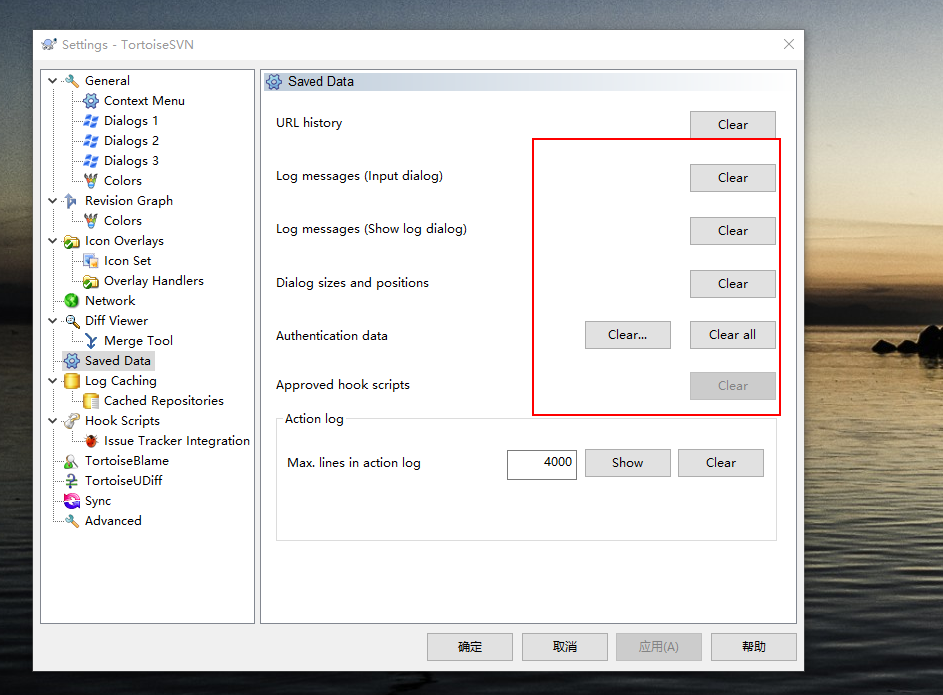 Settings - TortoiseSVN
General
Context Menu
Dialogs 1
Dialogs 2
Dialogs 3
Colors
Revision Graph
Colors
Icon Overlays
Icon Set
Overlay Handlers
Network
Diff Viewer
Merge Tool
Saved Data
Log Caching
Cached Repositories
Hook Scripts
Issue Tracker Integration
TortoiseBlame
TortoiseUDiff
Sync
Advanced
Saved Data
URL history Clear
Log messages (Input dialog) Clear
Log messages (Show log dialog) Clear
Dialog sizes and positions Clear
Authentication data Clear... Clear all
Approved hook scripts Clear
Action log
Max. lines in action log 4000 Show Clear
确定 取消 应用(A) 帮助